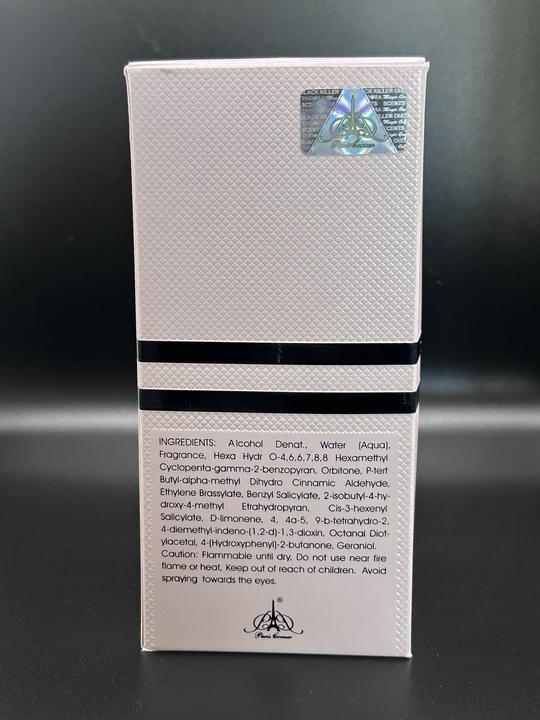 Paris Corner
INGREDIENTS: Alcohol Denat., Water (Aqua),
Fragrance, Hexa Hydr O-4,6,6,7,8,8 Hexamethyl
Cyclopenta-gamma-2-benzopyran, Orbitone, P-tert
Butyl-alpha-methyl Dihydro Cinnamic Aldehyde,
Ethylene Brassylate, Benzyl Salicylate, 2-isobutyl-4-hy-
droxy-4-methyl Etrahydropyran, Cis-3-hexenyl
Salicylate, D-limonene, 4, 4a-5, 9-b-tetrahydro-2,
4-diemethyl-indeno-(1,2-d)-1,3-dioxin, Octanal Diot-
ylacetal, 4-(Hydroxyphenyl)-2-butanone, Geraniol.
Caution: Flammable until dry, Do not use near fire
flame or heat, Keep out of reach of children. Avoid
spraying towards the eyes.
®
Paris Corner